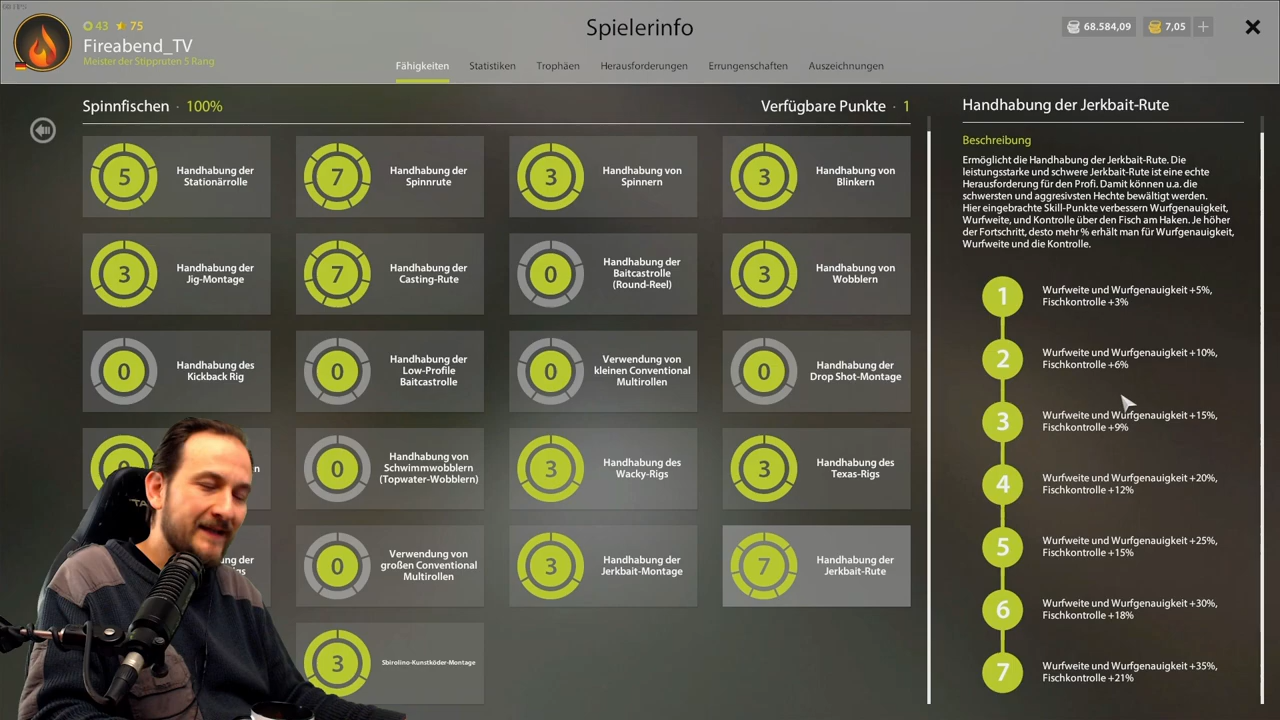 43 75
Fireabend_TV
Meister der Stippruten 5 Rang
Spielerinfo
68.584,09
7,05
Fähigkeiten
Statistiken
Trophäen
Herausforderungen
Errungenschaften
Auszeichnungen
Spinnfischen · 100%
Verfügbare Punkte · 1
5
Handhabung der
Stationärrolle
7
Handhabung der
Spinnrute
3
Handhabung von
Spinnern
3
Handhabung von
Blinkern
3
Handhabung der
Jig-Montage
7
Handhabung der
Casting-Rute
0
Handhabung der
Baitcastrolle
(Round-Reel)
3
Handhabung von
Wobblern
0
Handhabung des
Kickback Rig
0
Handhabung der
Low-Profile
Baitcastrolle
0
Verwendung von
kleinen Conventional
Multirollen
0
Handhabung der
Drop Shot-Montage
0
Handhabung von
Schwimmwobblern
(Topwater-Wobblern)
3
Handhabung des
Wacky-Rigs
3
Handhabung des
Texas-Rigs
0
Verwendung von
großen Conventional
Multirollen
3
Handhabung der
Jerkbait-Montage
7
Handhabung der
Jerkbait-Rute
3
Sbirolino-Kunstköder-Montage
Handhabung der Jerkbait-Rute
Beschreibung
Ermöglicht die Handhabung der Jerkbait-Rute. Die
leistungsstarke und schwere Jerkbait-Rute ist eine echte
Herausforderung für den Profi. Damit können u.a. die
schwersten und aggresivsten Hechte bewältigt werden.
Hier eingebrachte Skill-Punkte verbessern Wurfgenauigkeit,
Wurfweite, und Kontrolle über den Fisch am Haken. Je höher
der Fortschritt, desto mehr % erhält man für Wurfgenauigkeit,
Wurfweite und die Kontrolle.
1
Wurfweite und Wurfgenauigkeit +5%,
Fischkontrolle +3%
2
Wurfweite und Wurfgenauigkeit +10%,
Fischkontrolle +6%
3
Wurfweite und Wurfgenauigkeit +15%,
Fischkontrolle +9%
4
Wurfweite und Wurfgenauigkeit +20%,
Fischkontrolle +12%
5
Wurfweite und Wurfgenauigkeit +25%,
Fischkontrolle +15%
6
Wurfweite und Wurfgenauigkeit +30%,
Fischkontrolle +18%
7
Wurfweite und Wurfgenauigkeit +35%,
Fischkontrolle +21%